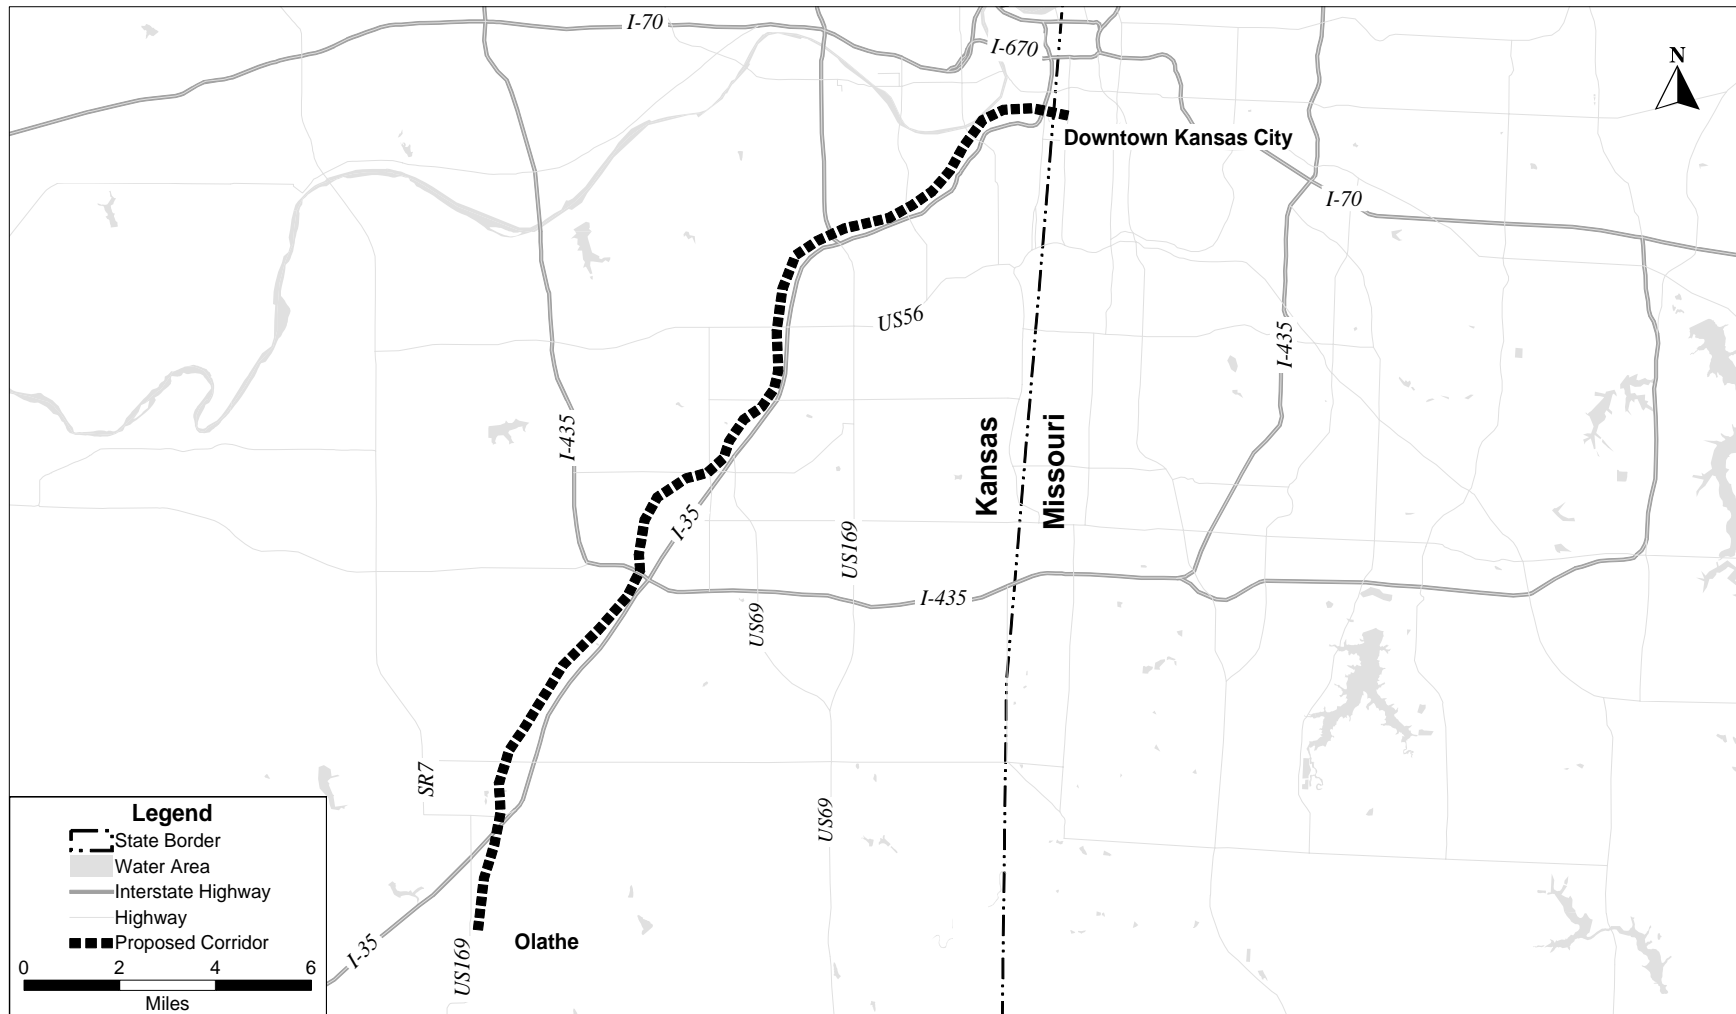 I-70
I-670
N
Downtown Kansas City
I-70
US56
I-435
I-435
Kansas
Missouri
I-35
US169
I-435
US69
SR7
US69
Olathe
US169
I-35
Legend
State Border
Water Area
Interstate Highway
Highway
Proposed Corridor
0 2 4 6
Miles